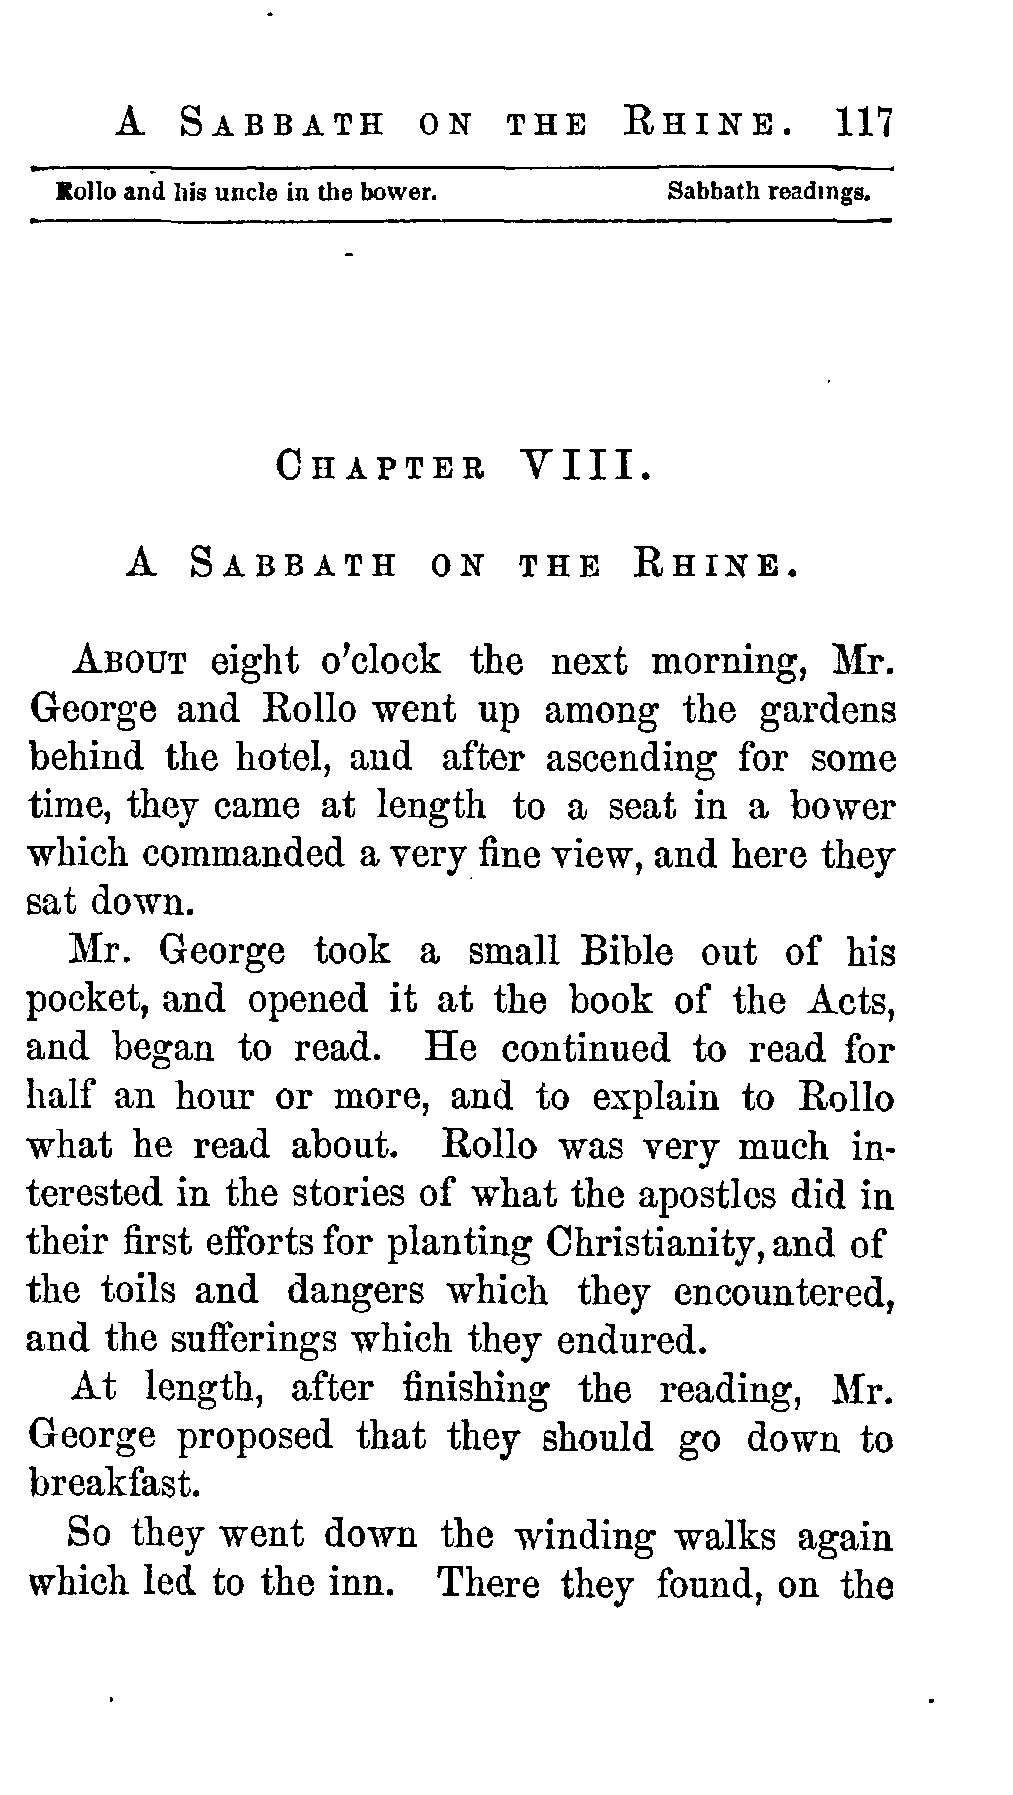 A SABBATH ON THE RHINE. 117
Rollo and his uncle in the bower. Sabbath readings.
CHAPTER VIII.
A SABBATH ON THE RHINE.
ABOUT eight o'clock the next morning, Mr.
George and Rollo went up among the gardens
behind the hotel, and after ascending for some
time, they came at length to a seat in a bower
which commanded a very fine view, and here they
sat down.
Mr. George took a small Bible out of his
pocket, and opened it at the book of the Acts,
and began to read. He continued to read for
half an hour or more, and to explain to Rollo
what he read about. Rollo was very much in-
terested in the stories of what the apostles did in
their first efforts for planting Christianity, and of
the toils and dangers which they encountered,
and the sufferings which they endured.
At length, after finishing the reading, Mr.
George proposed that they should go down to
breakfast.
So they went down the winding walks again
which led to the inn. There they found, on the